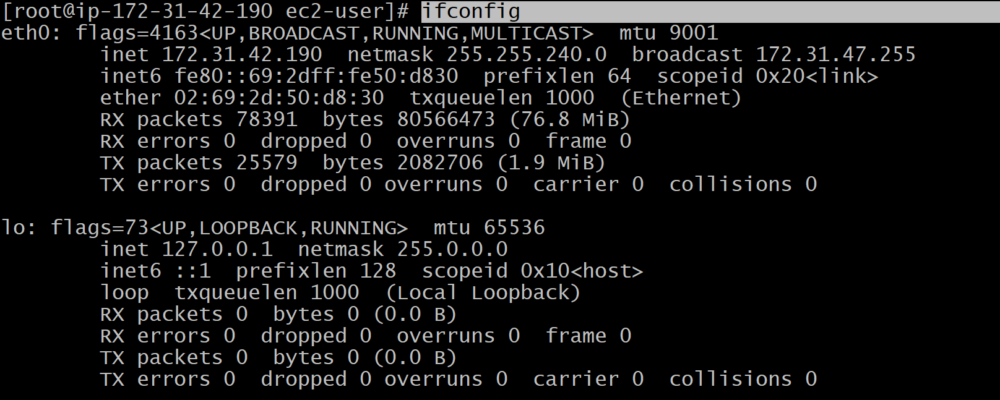 [root@ip-172-31-42-190 ec2-user]# ifconfig
eth0: flags=4163<UP,BROADCAST,RUNNING,MULTICAST>  mtu 9001
        inet 172.31.42.190  netmask 255.255.240.0  broadcast 172.31.47.255
        inet6 fe80::69:2dff:fe50:d830  prefixlen 64  scopeid 0x20<link>
        ether 02:69:2d:50:d8:30  txqueuelen 1000  (Ethernet)
        RX packets 78391  bytes 80566473 (76.8 MiB)
        RX errors 0  dropped 0  overruns 0  frame 0
        TX packets 25579  bytes 2082706 (1.9 MiB)
        TX errors 0  dropped 0 overruns 0  carrier 0  collisions 0

lo: flags=73<UP,LOOPBACK,RUNNING>  mtu 65536
        inet 127.0.0.1  netmask 255.0.0.0
        inet6 ::1  prefixlen 128  scopeid 0x10<host>
        loop  txqueuelen 1000  (Local Loopback)
        RX packets 0  bytes 0 (0.0 B)
        RX errors 0  dropped 0  overruns 0  frame 0
        TX packets 0  bytes 0 (0.0 B)
        TX errors 0  dropped 0 overruns 0  carrier 0  collisions 0